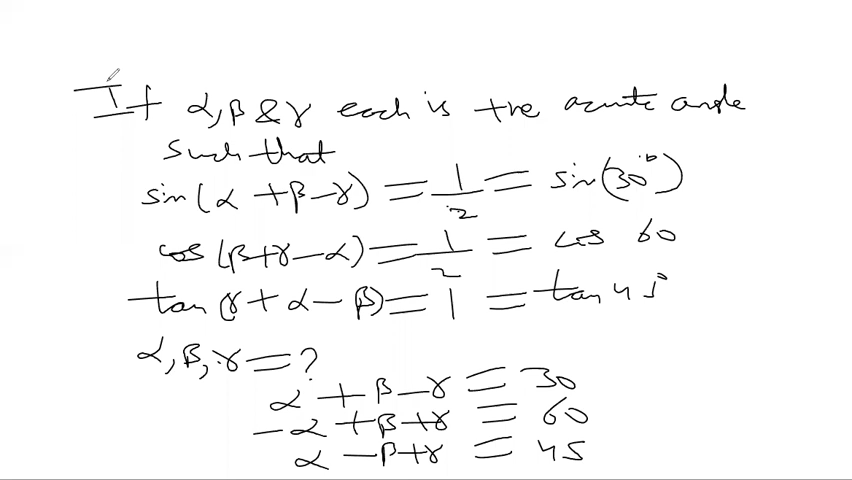 If α, β & γ each is +ve acute angle
such that
sin(α + β - γ) = 1/2 = sin(30°)
cos(β + γ - α) = 1/2 = cos 60
tan(γ + α - β) = 1 = tan 45°
α, β, γ = ?
α + β - γ = 30
-α + β + γ = 60
α - β + γ = 45